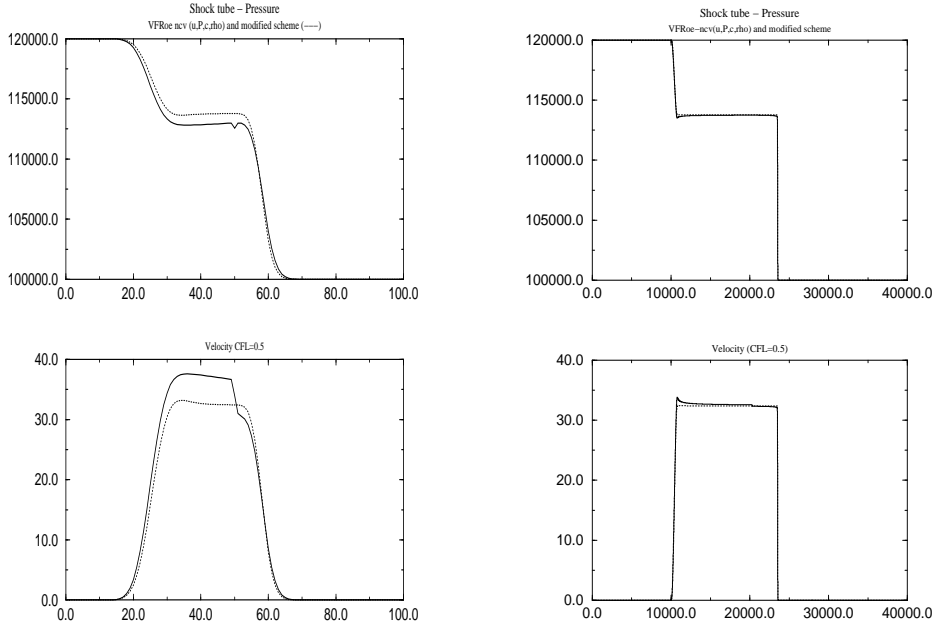 Shock tube − Pressure
VFRoe ncv (u,P,c,rho) and modified scheme (−−−)
120000.0
115000.0
110000.0
105000.0
100000.0
0.0 20.0 40.0 60.0 80.0 100.0
Shock tube − Pressure
VFRoe−ncv(u,P,c,rho) and modified scheme
120000.0
115000.0
110000.0
105000.0
100000.0
0.0 10000.0 20000.0 30000.0 40000.0
Velocity CFL=0.5
40.0
30.0
20.0
10.0
0.0
0.0 20.0 40.0 60.0 80.0 100.0
Velocity (CFL=0.5)
40.0
30.0
20.0
10.0
0.0
0.0 10000.0 20000.0 30000.0 40000.0